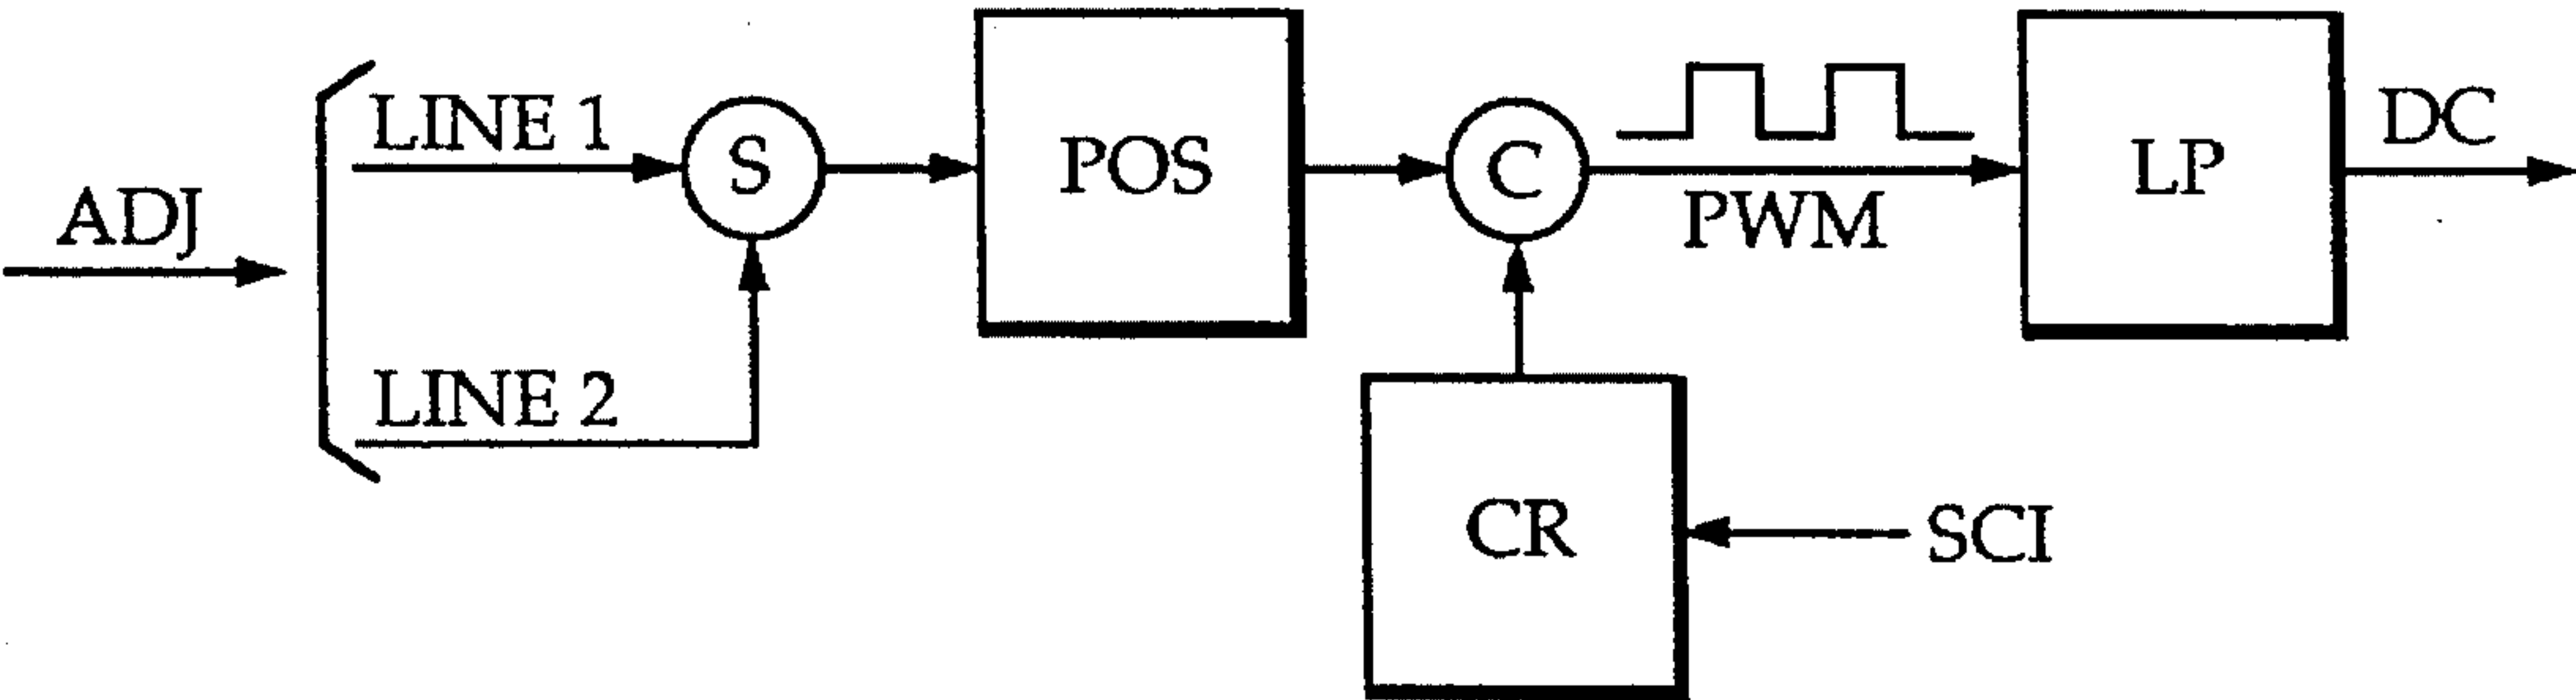 ADJ
LINE 1
LINE 2
S
POS
C
PWM
LP
DC
CR
SCI